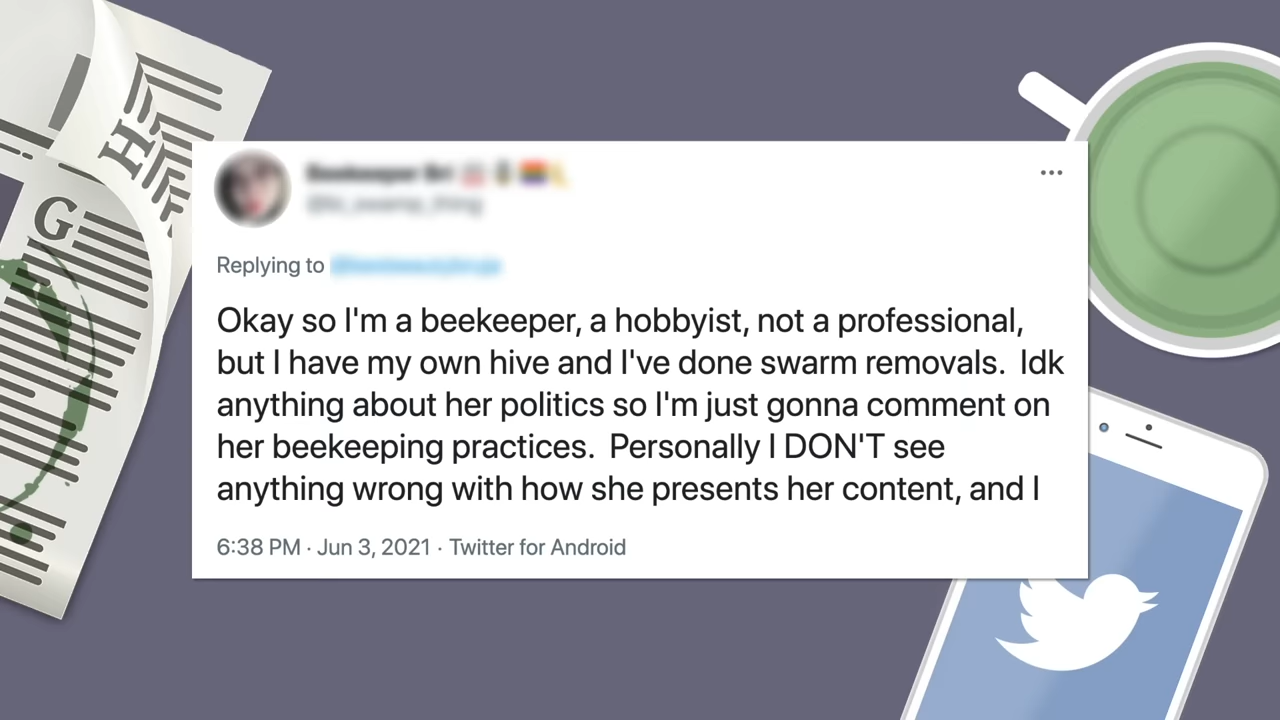 H
G
Replying to
Okay so I'm a beekeeper, a hobbyist, not a professional,
but I have my own hive and I've done swarm removals.  Idk
anything about her politics so I'm just gonna comment on
her beekeeping practices.  Personally I DON'T see
anything wrong with how she presents her content, and I
6:38 PM · Jun 3, 2021 · Twitter for Android